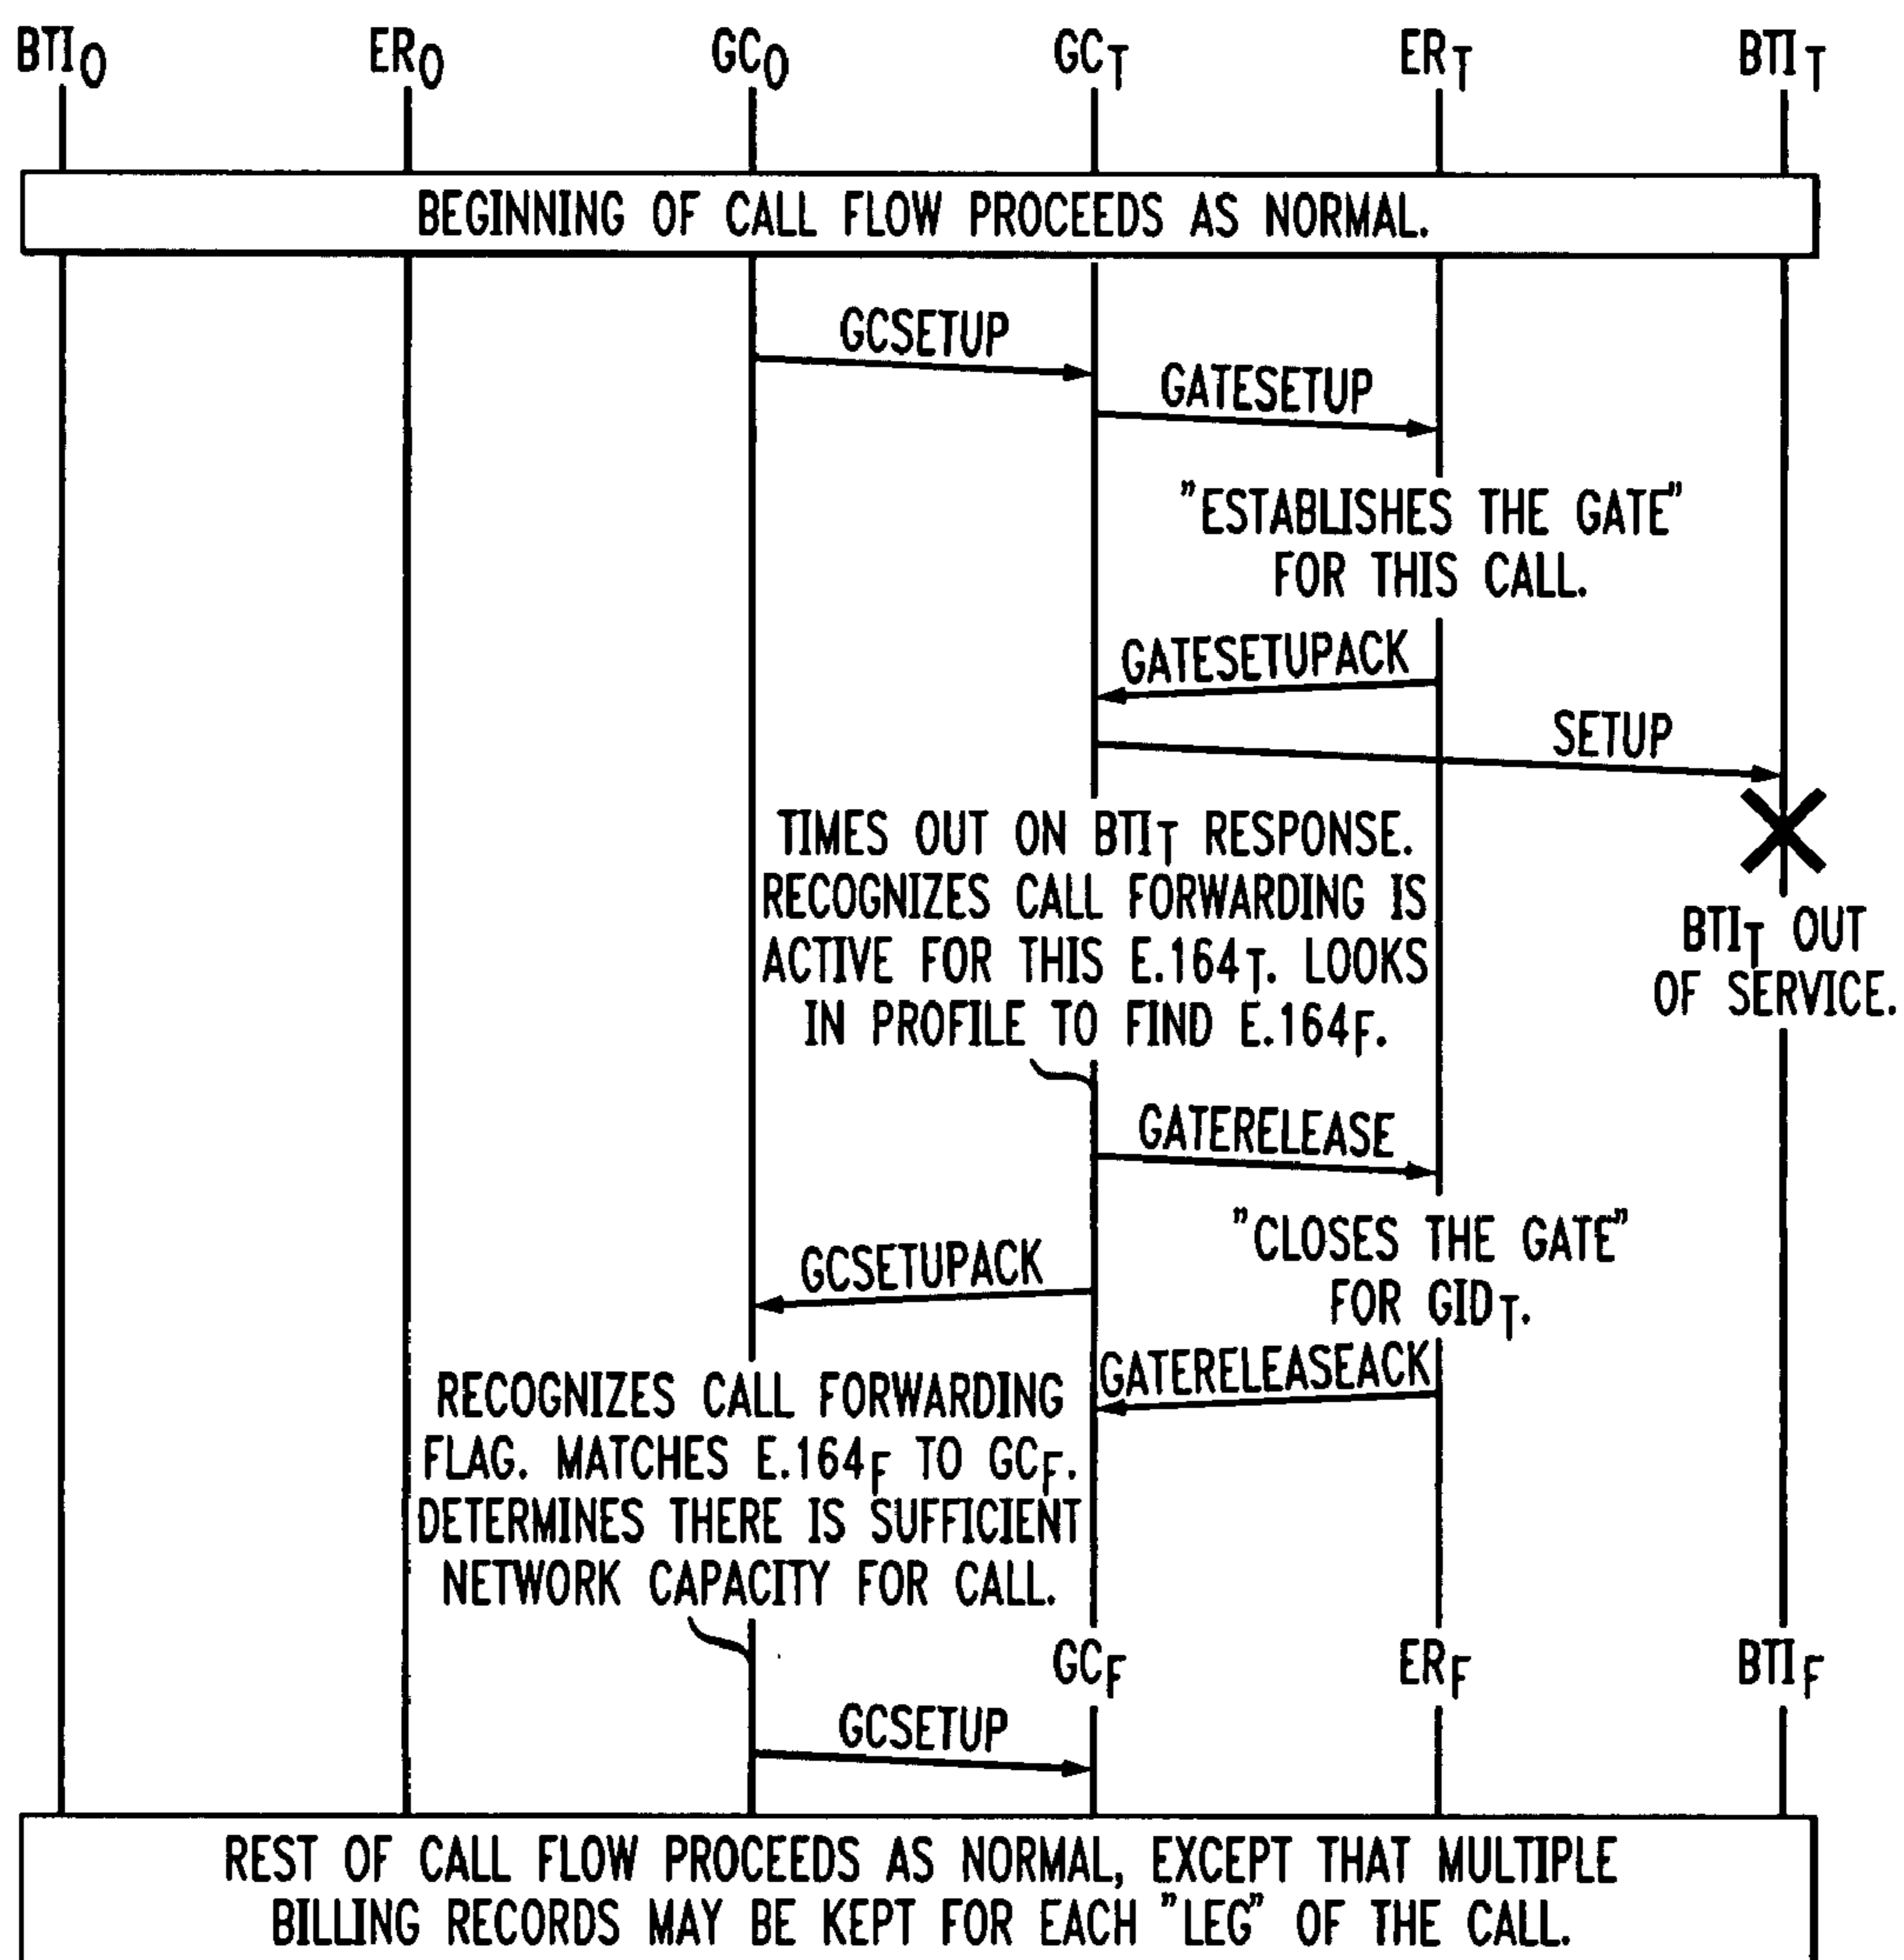 BTIO ERO GCO GCT ERT BTIT
BEGINNING OF CALL FLOW PROCEEDS AS NORMAL.
GCSETUP
GATESETUP
"ESTABLISHES THE GATE"
FOR THIS CALL.
GATESETUPACK
SETUP
TIMES OUT ON BTIT RESPONSE.
RECOGNIZES CALL FORWARDING IS
ACTIVE FOR THIS E.164T. LOOKS
IN PROFILE TO FIND E.164F.
BTIT OUT
OF SERVICE.
GATERELEASE
"CLOSES THE GATE"
FOR GIDT.
GCSETUPACK
GATERELEASEACK
RECOGNIZES CALL FORWARDING
FLAG. MATCHES E.164F TO GCF.
DETERMINES THERE IS SUFFICIENT
NETWORK CAPACITY FOR CALL.
GCF ERF BTIF
GCSETUP
REST OF CALL FLOW PROCEEDS AS NORMAL, EXCEPT THAT MULTIPLE
BILLING RECORDS MAY BE KEPT FOR EACH "LEG" OF THE CALL.